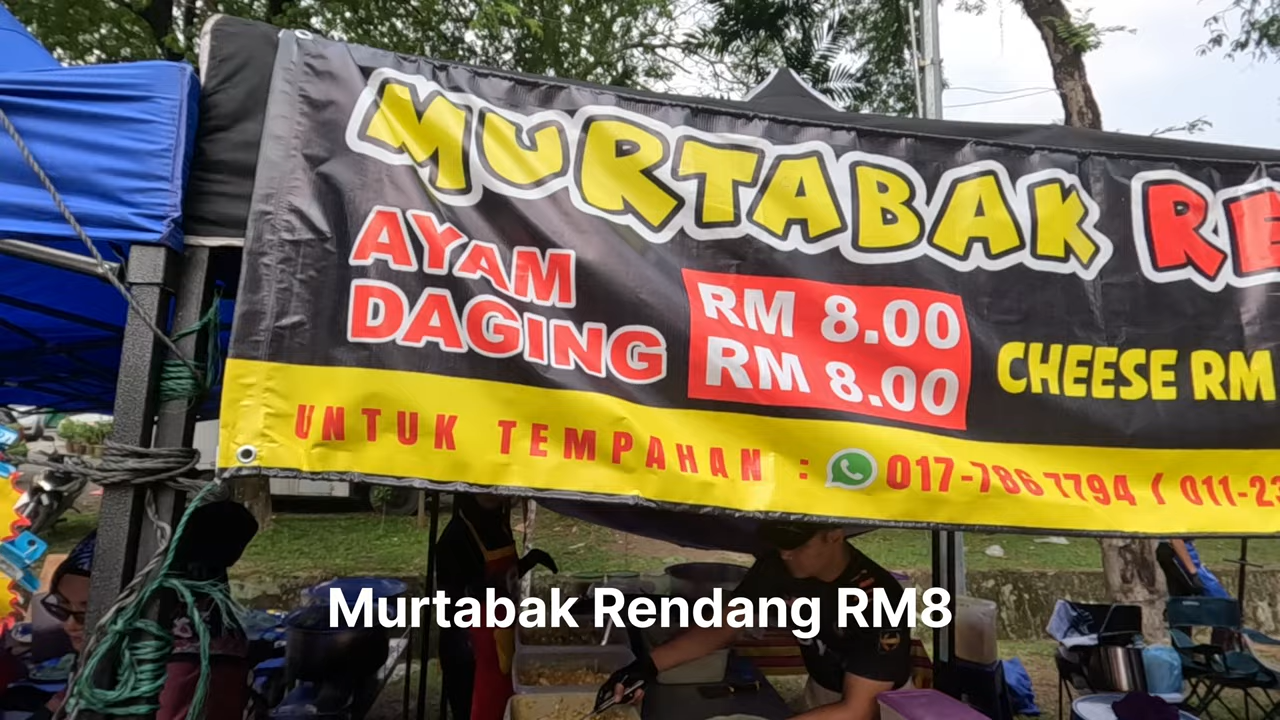 MURTABAK RE
AYAM RM 8.00
DAGING RM 8.00
CHEESE RM
UNTUK TEMPAHAN : 017-786 7794 / 011-23
Murtabak Rendang RM8